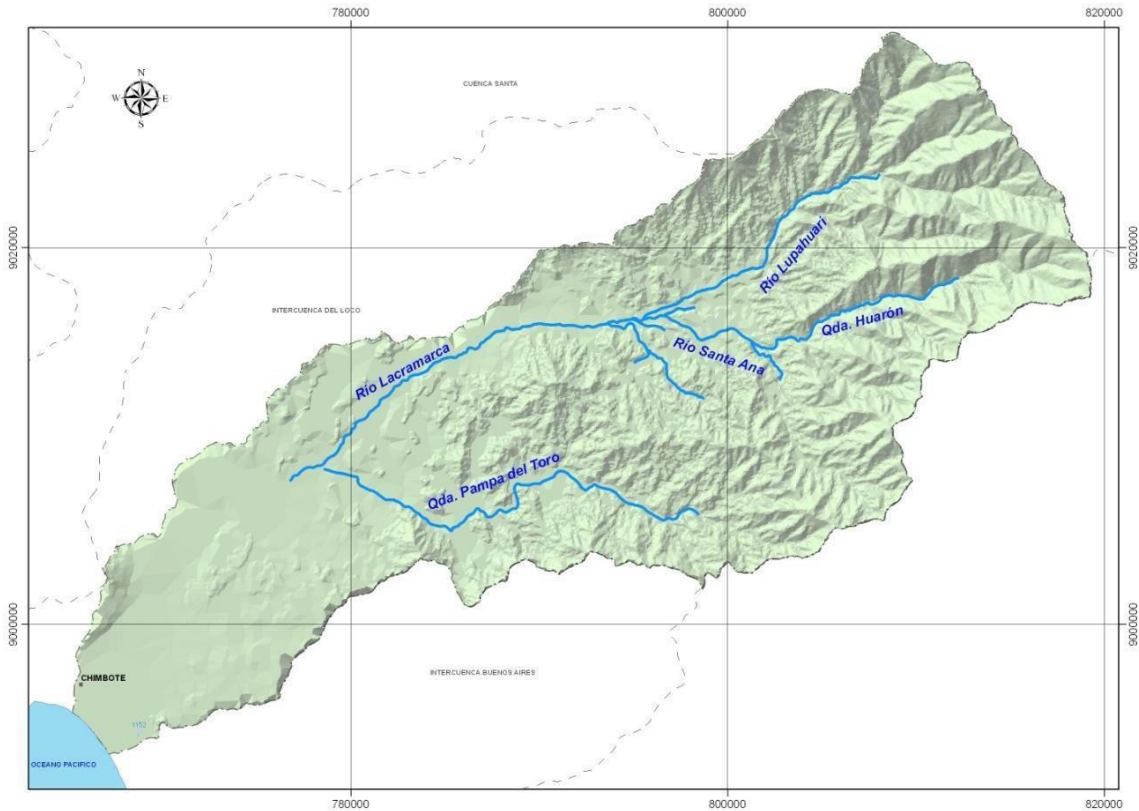 780000
800000
820000
N
W E
S
CUENCA SANTA
9020000
9020000
Río Lupahuari
INTERCUENCA DEL LOCO
Qda. Huarón
Río Santa Ana
Río Lacramarca
Qda. Pampa del Toro
9000000
9000000
INTERCUENCA BUENOS AIRES
CHIMBOTE
1152
OCEANO PACIFICO
780000
800000
820000